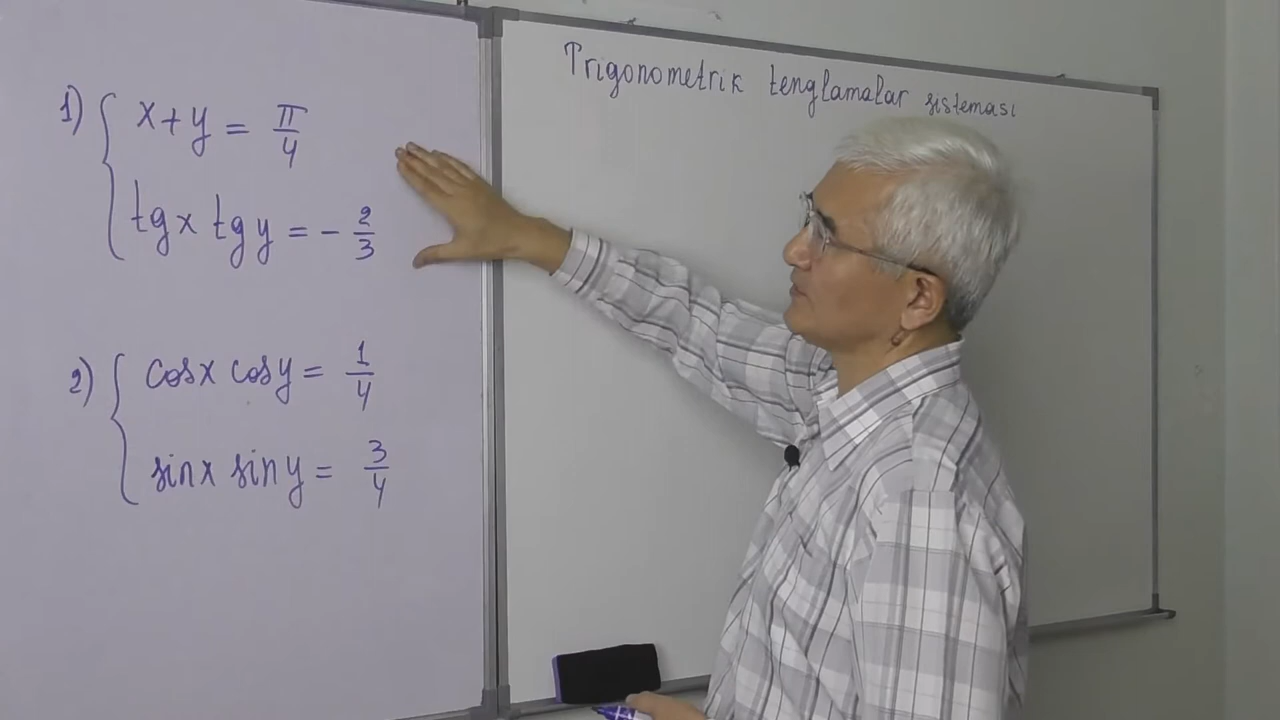 Trigonometrik tenglamalar sistemasi
1) { x+y = π/4
tgx tgy = - 2/3
2) { cosx cosy = 1/4
sinx siny = 3/4